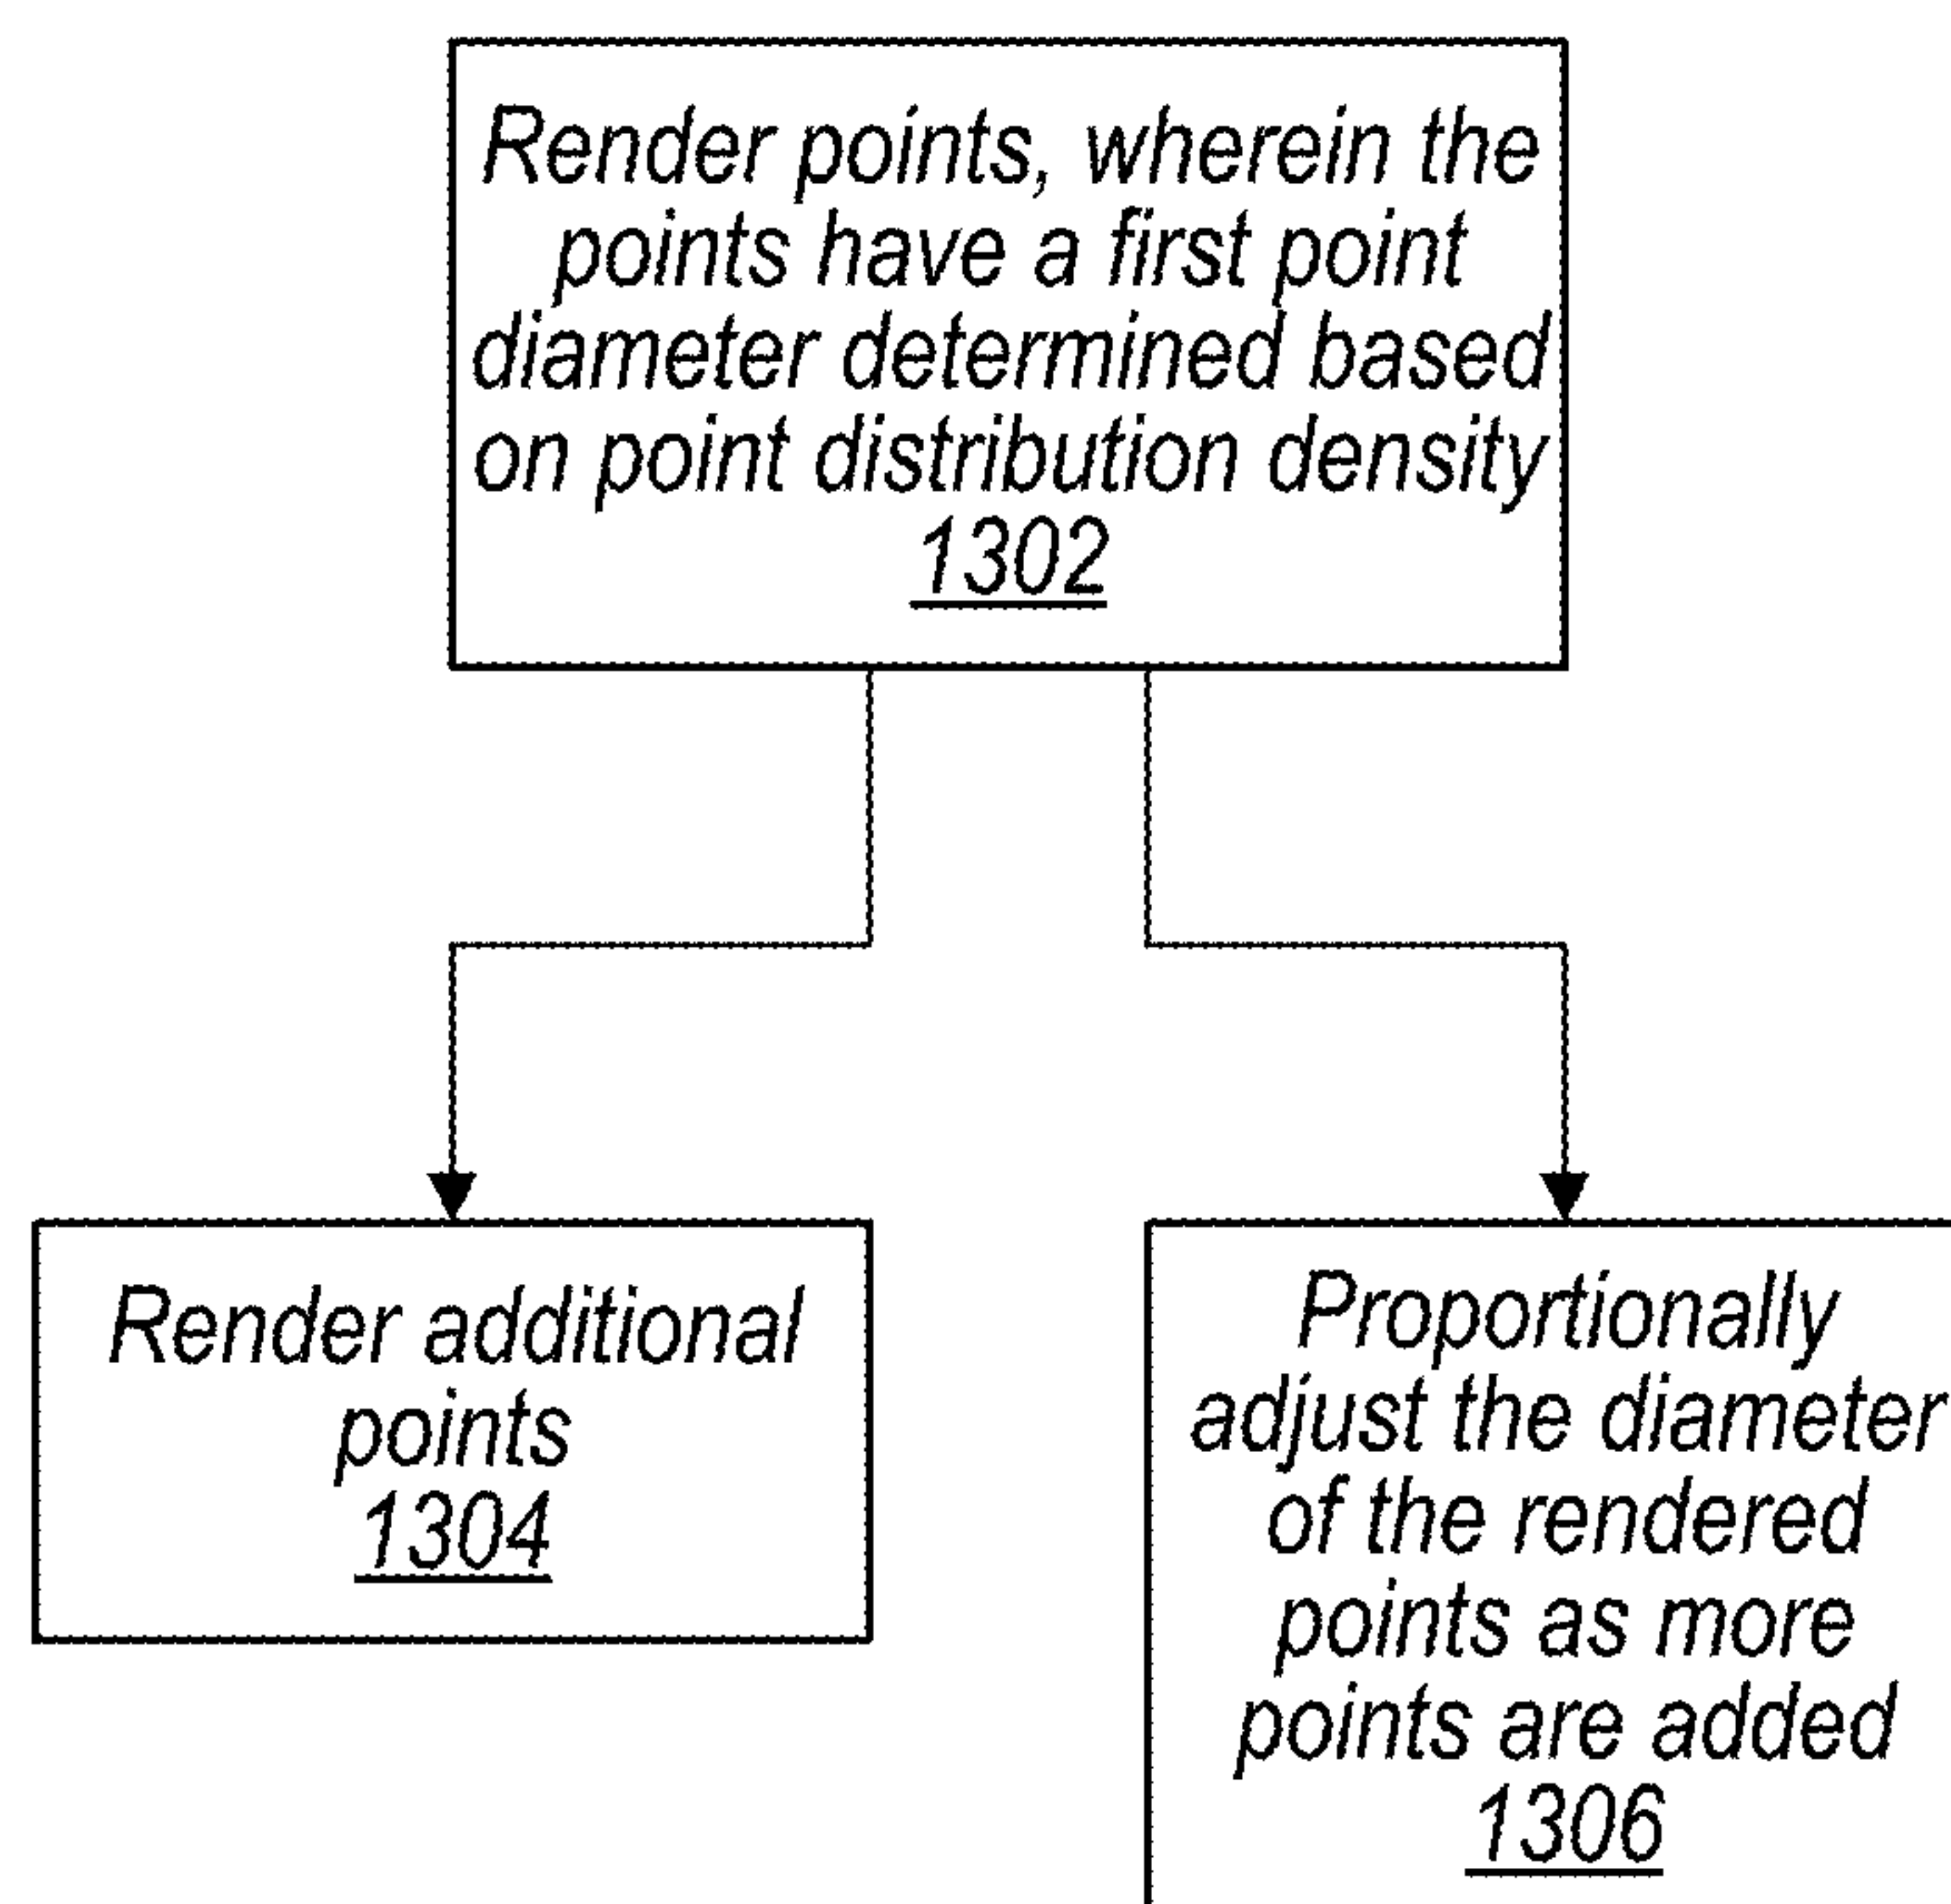 Render points, wherein the
points have a first point
diameter determined based
on point distribution density
1302
Render additional
points
1304
Proportionally
adjust the diameter
of the rendered
points as more
points are added
1306